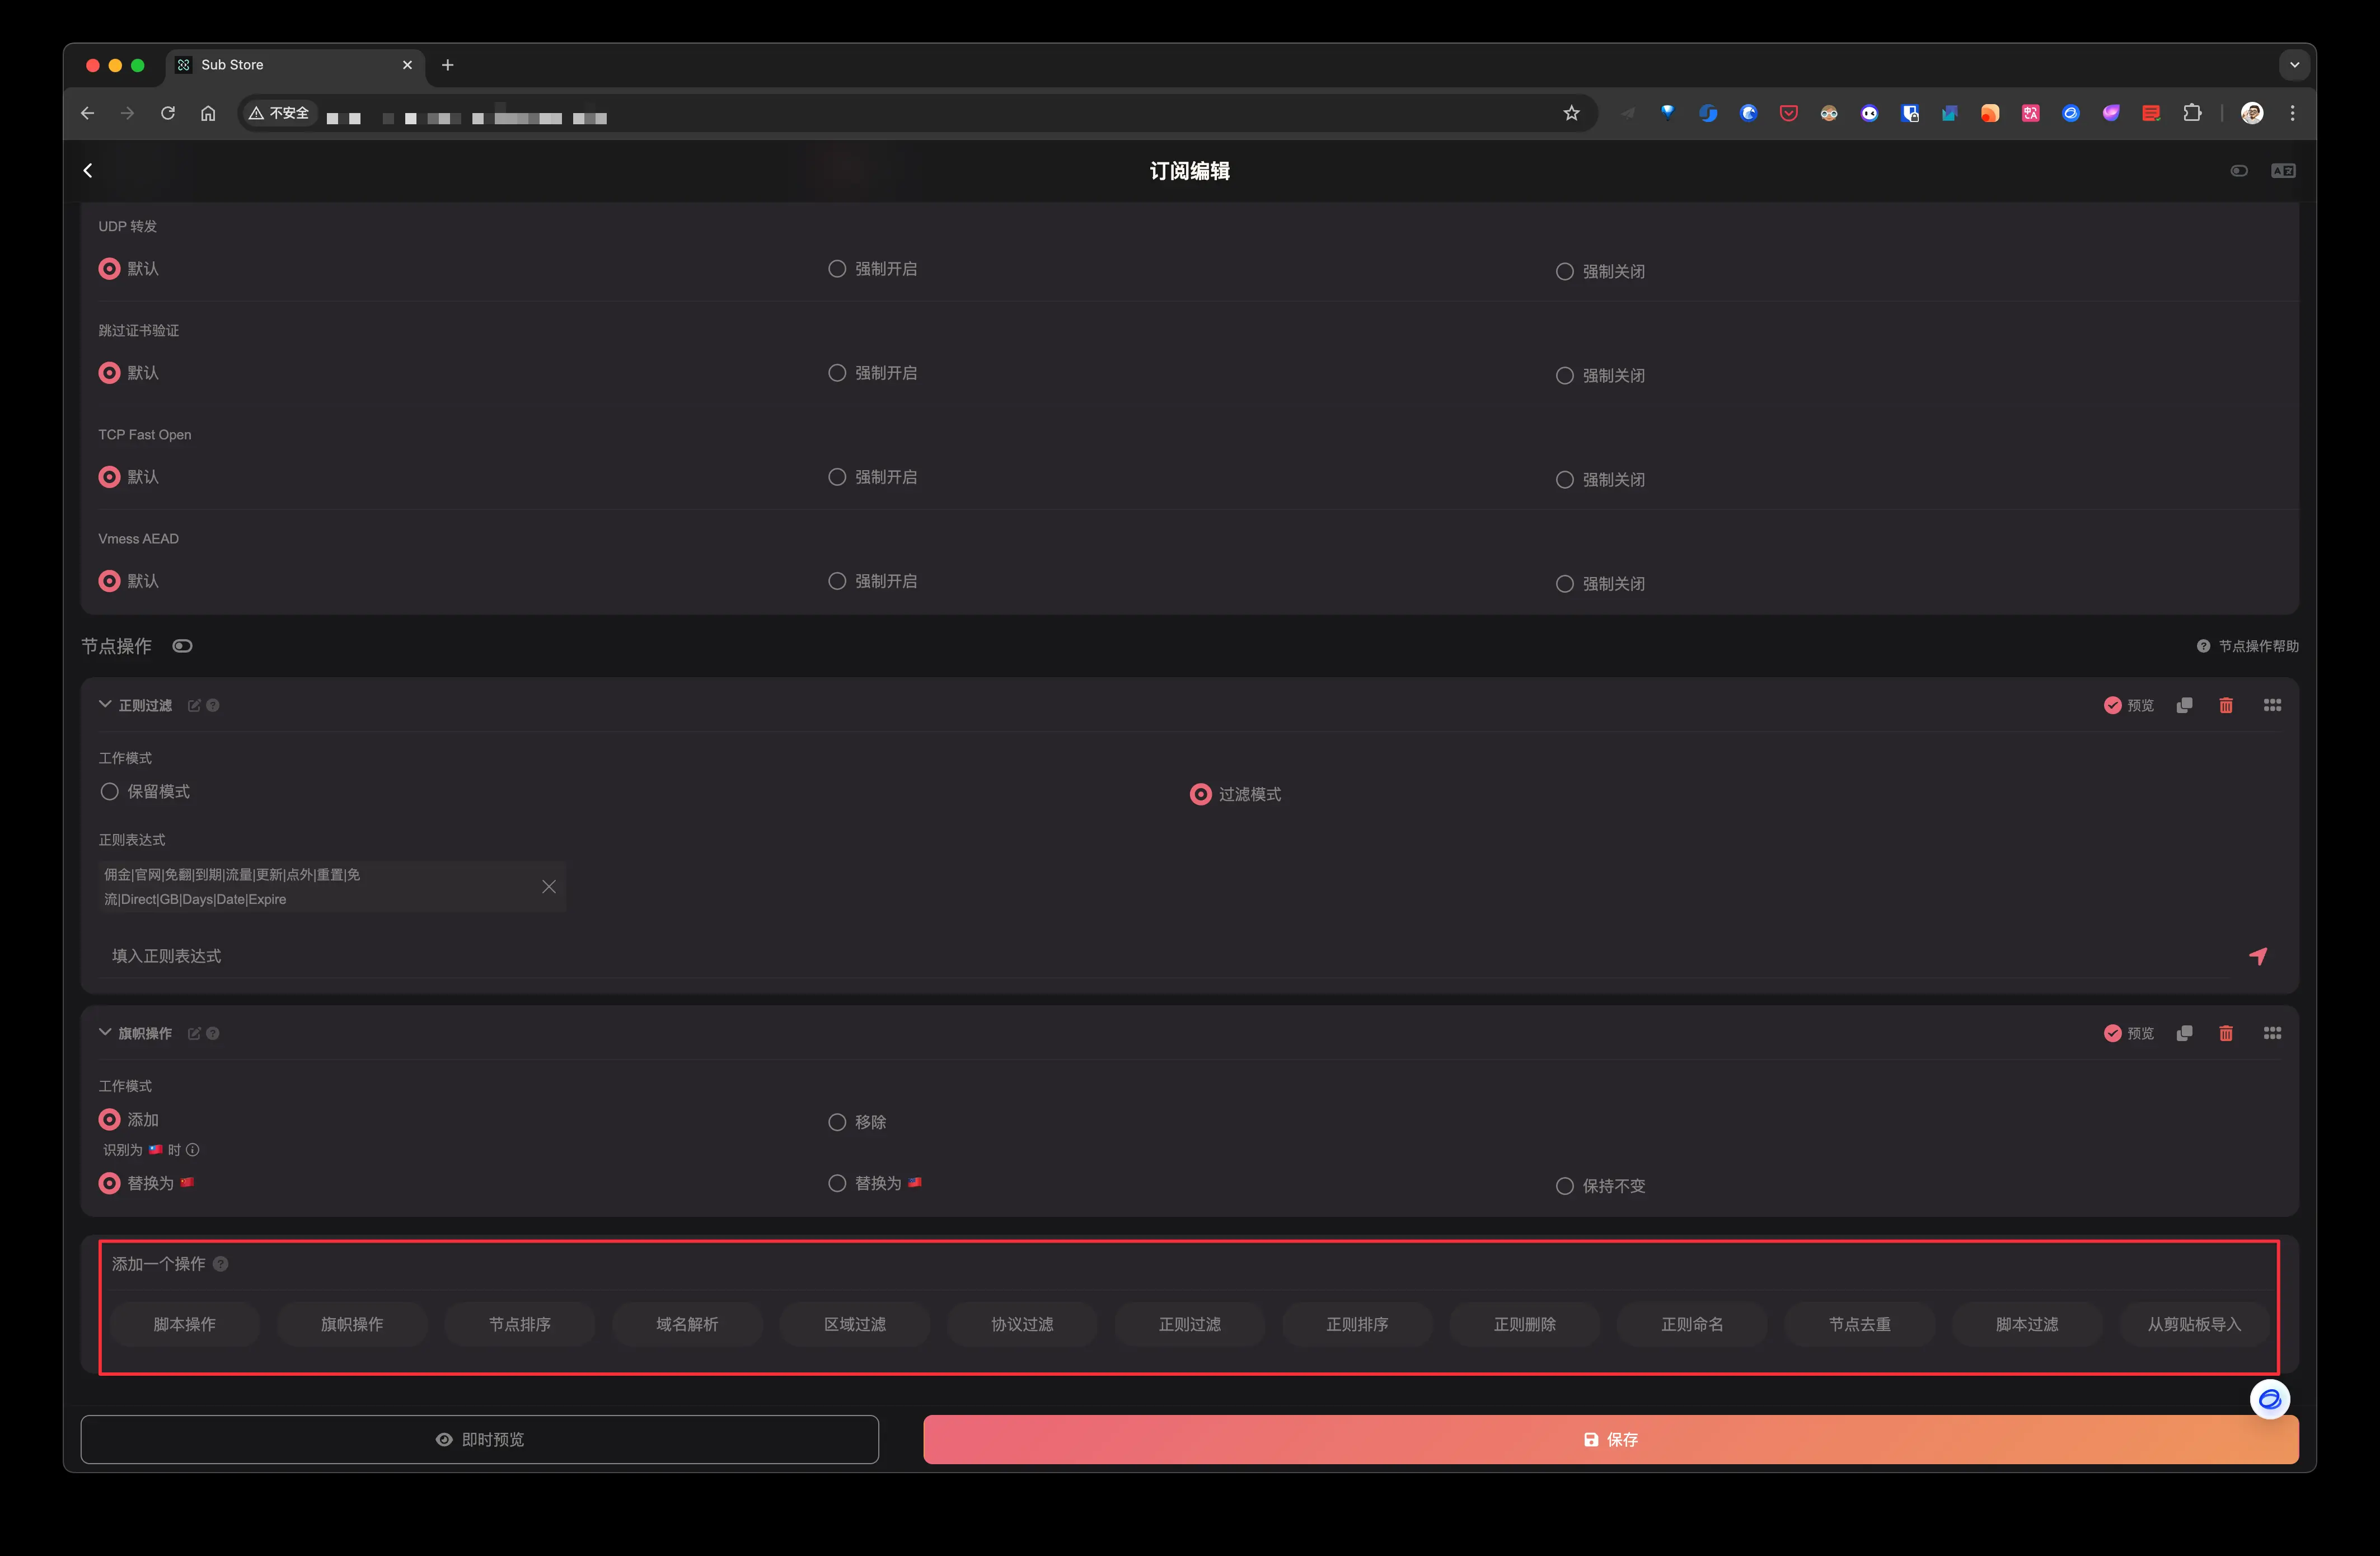 Sub Store
不安全
订阅编辑
UDP 转发
默认 强制开启 强制关闭
跳过证书验证
默认 强制开启 强制关闭
TCP Fast Open
默认 强制开启 强制关闭
Vmess AEAD
默认 强制开启 强制关闭
节点操作 节点操作帮助
正则过滤 预览
工作模式
保留模式 过滤模式
正则表达式
佣金|官网|免翻|到期|流量|更新|点外|重置|免
流|Direct|GB|Days|Date|Expire
填入正则表达式
旗帜操作 预览
工作模式
添加 移除
识别为 🇹🇼 时
替换为 🇨🇳 替换为 🇼🇸 保持不变
添加一个操作
脚本操作 旗帜操作 节点排序 域名解析 区域过滤 协议过滤 正则过滤 正则排序 正则删除 正则命名 节点去重 脚本过滤 从剪贴板导入
即时预览 保存